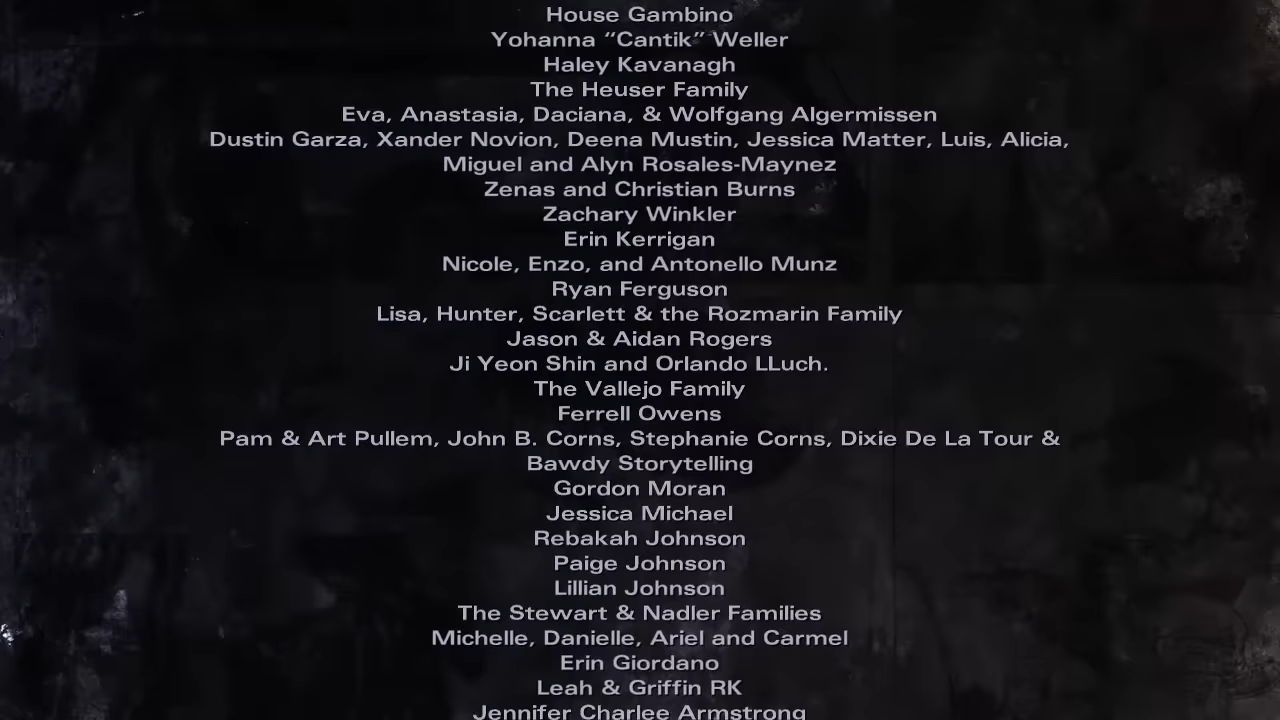 House Gambino
Yohanna “Cantik” Weller
Haley Kavanagh
The Heuser Family
Eva, Anastasia, Daciana, & Wolfgang Algermissen
Dustin Garza, Xander Novion, Deena Mustin, Jessica Matter, Luis, Alicia,
Miguel and Alyn Rosales-Maynez
Zenas and Christian Burns
Zachary Winkler
Erin Kerrigan
Nicole, Enzo, and Antonello Munz
Ryan Ferguson
Lisa, Hunter, Scarlett & the Rozmarin Family
Jason & Aidan Rogers
Ji Yeon Shin and Orlando LLuch.
The Vallejo Family
Ferrell Owens
Pam & Art Pullem, John B. Corns, Stephanie Corns, Dixie De La Tour &
Bawdy Storytelling
Gordon Moran
Jessica Michael
Rebakah Johnson
Paige Johnson
Lillian Johnson
The Stewart & Nadler Families
Michelle, Danielle, Ariel and Carmel
Erin Giordano
Leah & Griffin RK
Jennifer Charlee Armstrong